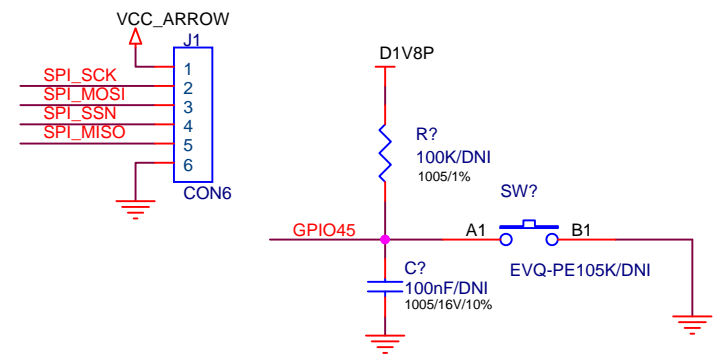 VCC_ARROW
J1
1
SPI_SCK
2
SPI_MOSI
3
SPI_SSN
4
SPI_MISO
5
6
CON6
D1V8P
R?
100K/DNI
1005/1%
SW?
GPIO45
A1
B1
EVQ-PE105K/DNI
C?
100nF/DNI
1005/16V/10%